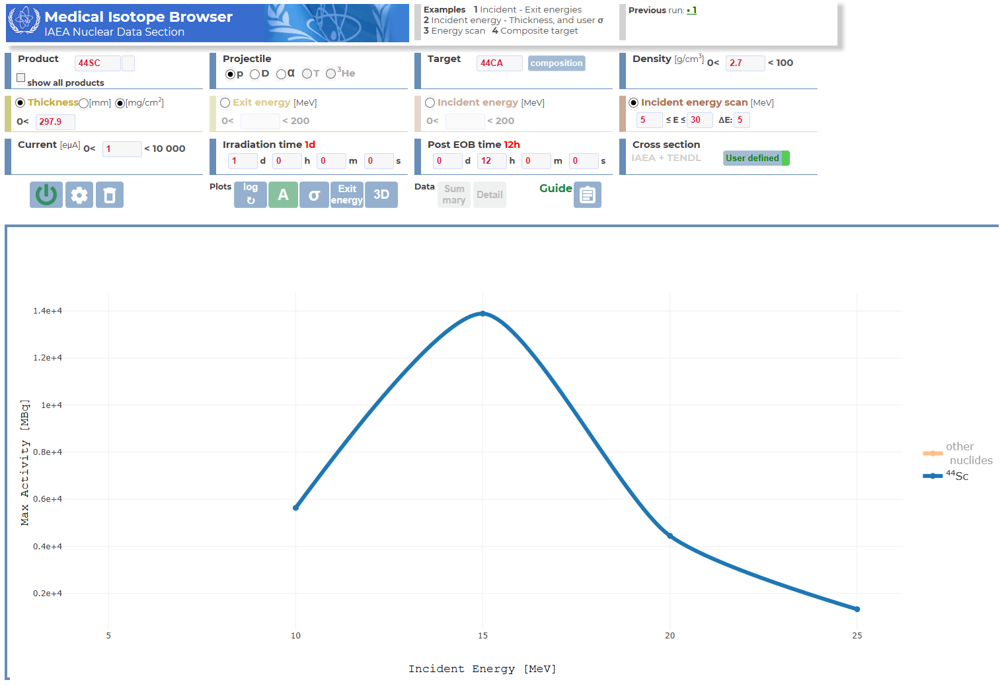 Medical Isotope Browser
IAEA Nuclear Data Section
Examples 1 Incident - Exit energies
2 Incident energy - Thickness, and user σ
3 Energy scan 4 Composite target
Previous run: • 1
Product 44SC
show all products
Projectile
p D α T ³He
Target 44CA composition
Density [g/cm³] 0< 2.7 < 100
Thickness [mm] [mg/cm²]
0< 297.9
Exit energy [MeV]
0< < 200
Incident energy [MeV]
0< < 200
Incident energy scan [MeV]
5 ≤ E ≤ 30 ΔE: 5
Current [eμA] 0< 1 < 10 000
Irradiation time 1d
1 d 0 h 0 m 0 s
Post EOB time 12h
0 d 12 h 0 m 0 s
Cross section
IAEA + TENDL User defined
Plots log ↻ A σ Exit energy 3D
Data Sum mary Detail
Guide
1.4e+4
1.2e+4
1e+4
0.8e+4
0.6e+4
0.4e+4
0.2e+4
Max Activity [MBq]
5 10 15 20 25
Incident Energy [MeV]
other
nuclides
⁴⁴Sc